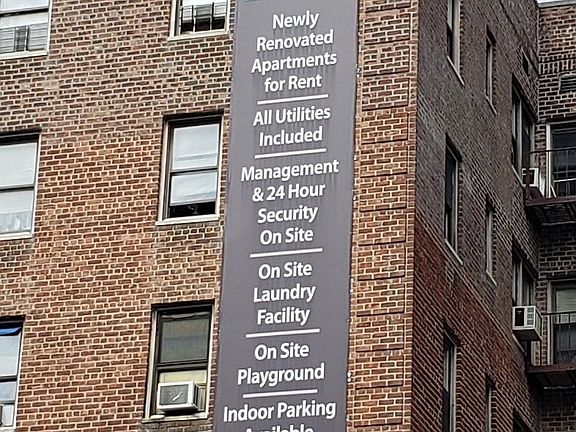 Newly
Renovated
Apartments
for Rent
All Utilities
Included
Management
& 24 Hour
Security
On Site
On Site
Laundry
Facility
On Site
Playground
Indoor Parking
Available